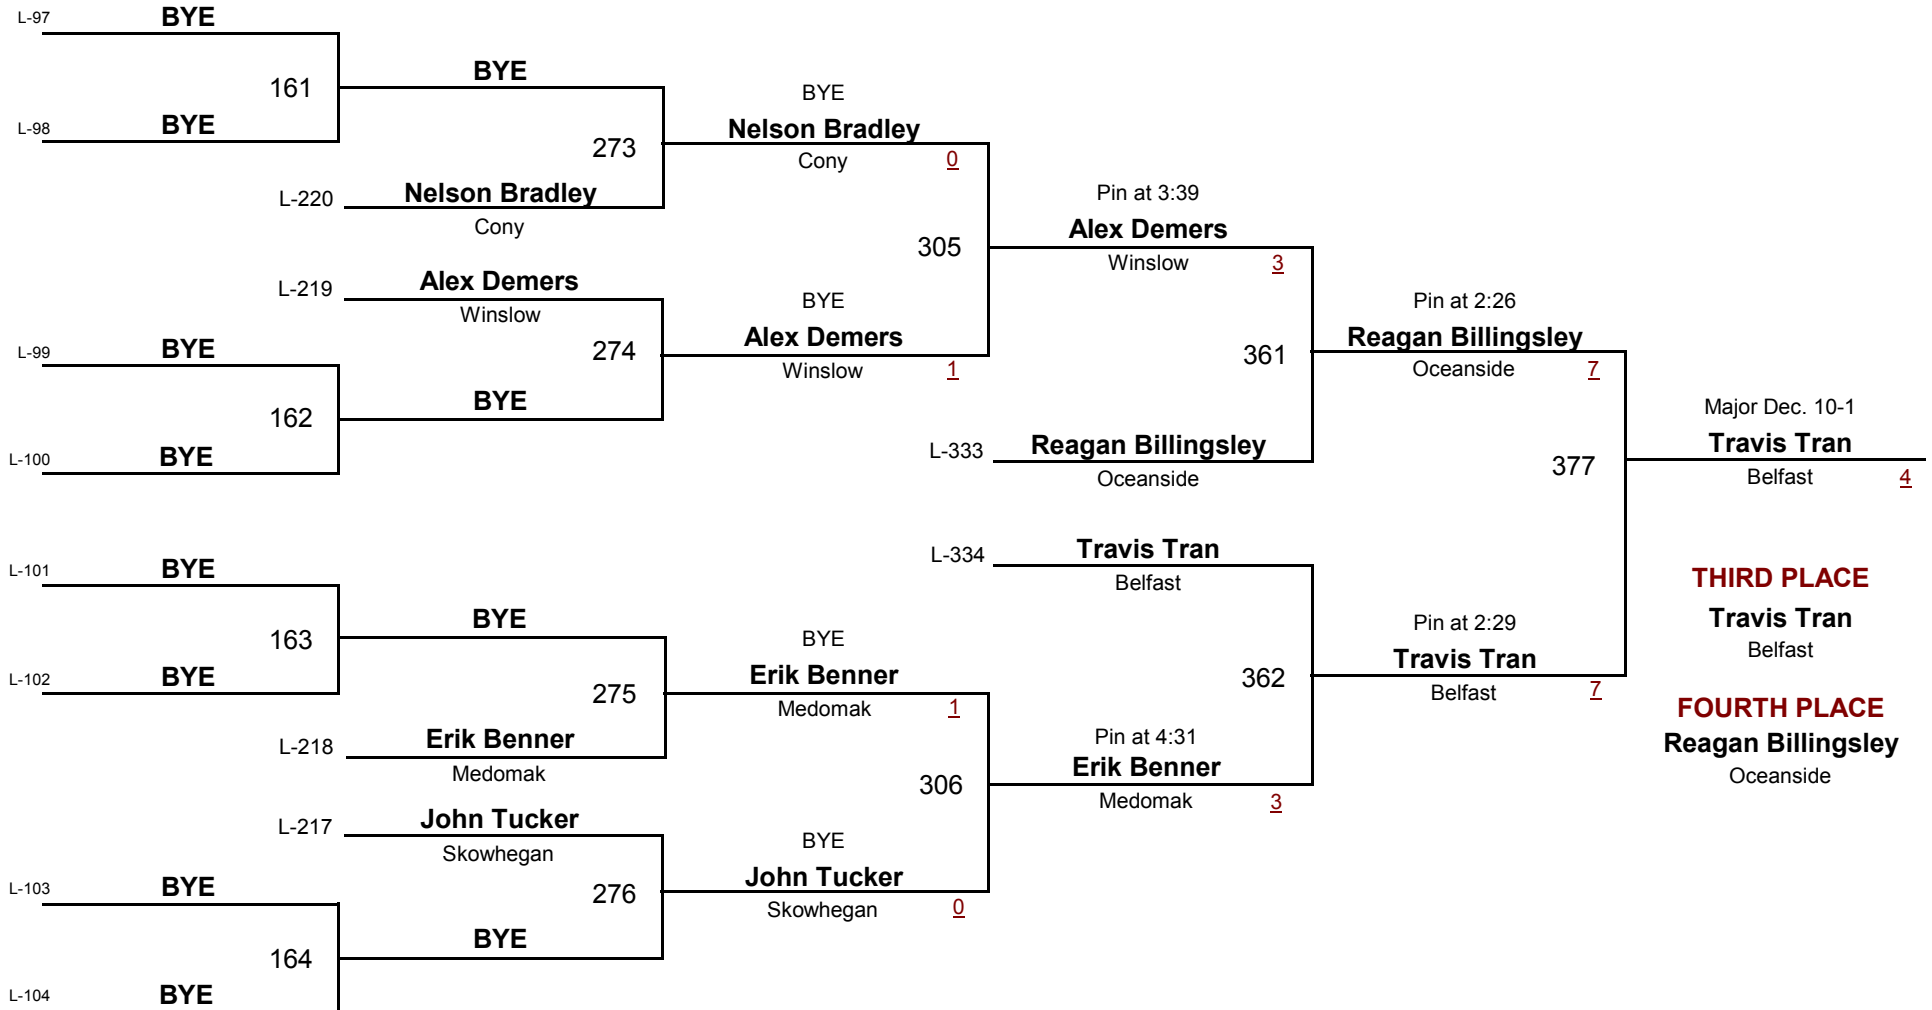 L-97
BYE
161
BYE
L-98
BYE
273
BYE
Nelson Bradley
Cony
0
L-220
Nelson Bradley
Cony
305
Pin at 3:39
Alex Demers
Winslow
3
L-219
Alex Demers
Winslow
274
BYE
Alex Demers
Winslow
1
L-99
BYE
162
BYE
L-100
BYE
361
Pin at 2:26
Reagan Billingsley
Oceanside
7
L-333
Reagan Billingsley
Oceanside
377
Major Dec. 10-1
Travis Tran
Belfast
4
L-334
Travis Tran
Belfast
L-101
BYE
163
BYE
L-102
BYE
275
BYE
Erik Benner
Medomak
1
L-218
Erik Benner
Medomak
362
Pin at 2:29
Travis Tran
Belfast
7
306
Pin at 4:31
Erik Benner
Medomak
3
L-217
John Tucker
Skowhegan
276
BYE
John Tucker
Skowhegan
0
L-103
BYE
164
BYE
L-104
BYE
THIRD PLACE
Travis Tran
Belfast
FOURTH PLACE
Reagan Billingsley
Oceanside